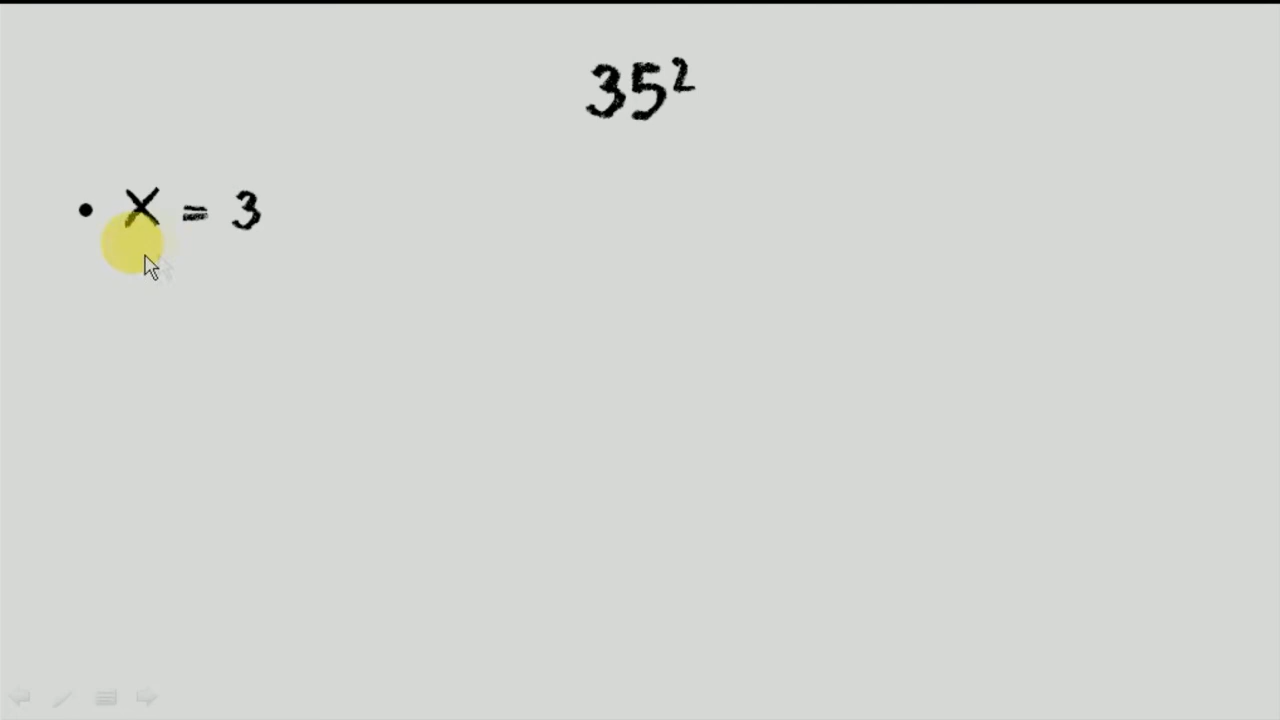 35²
• X = 3